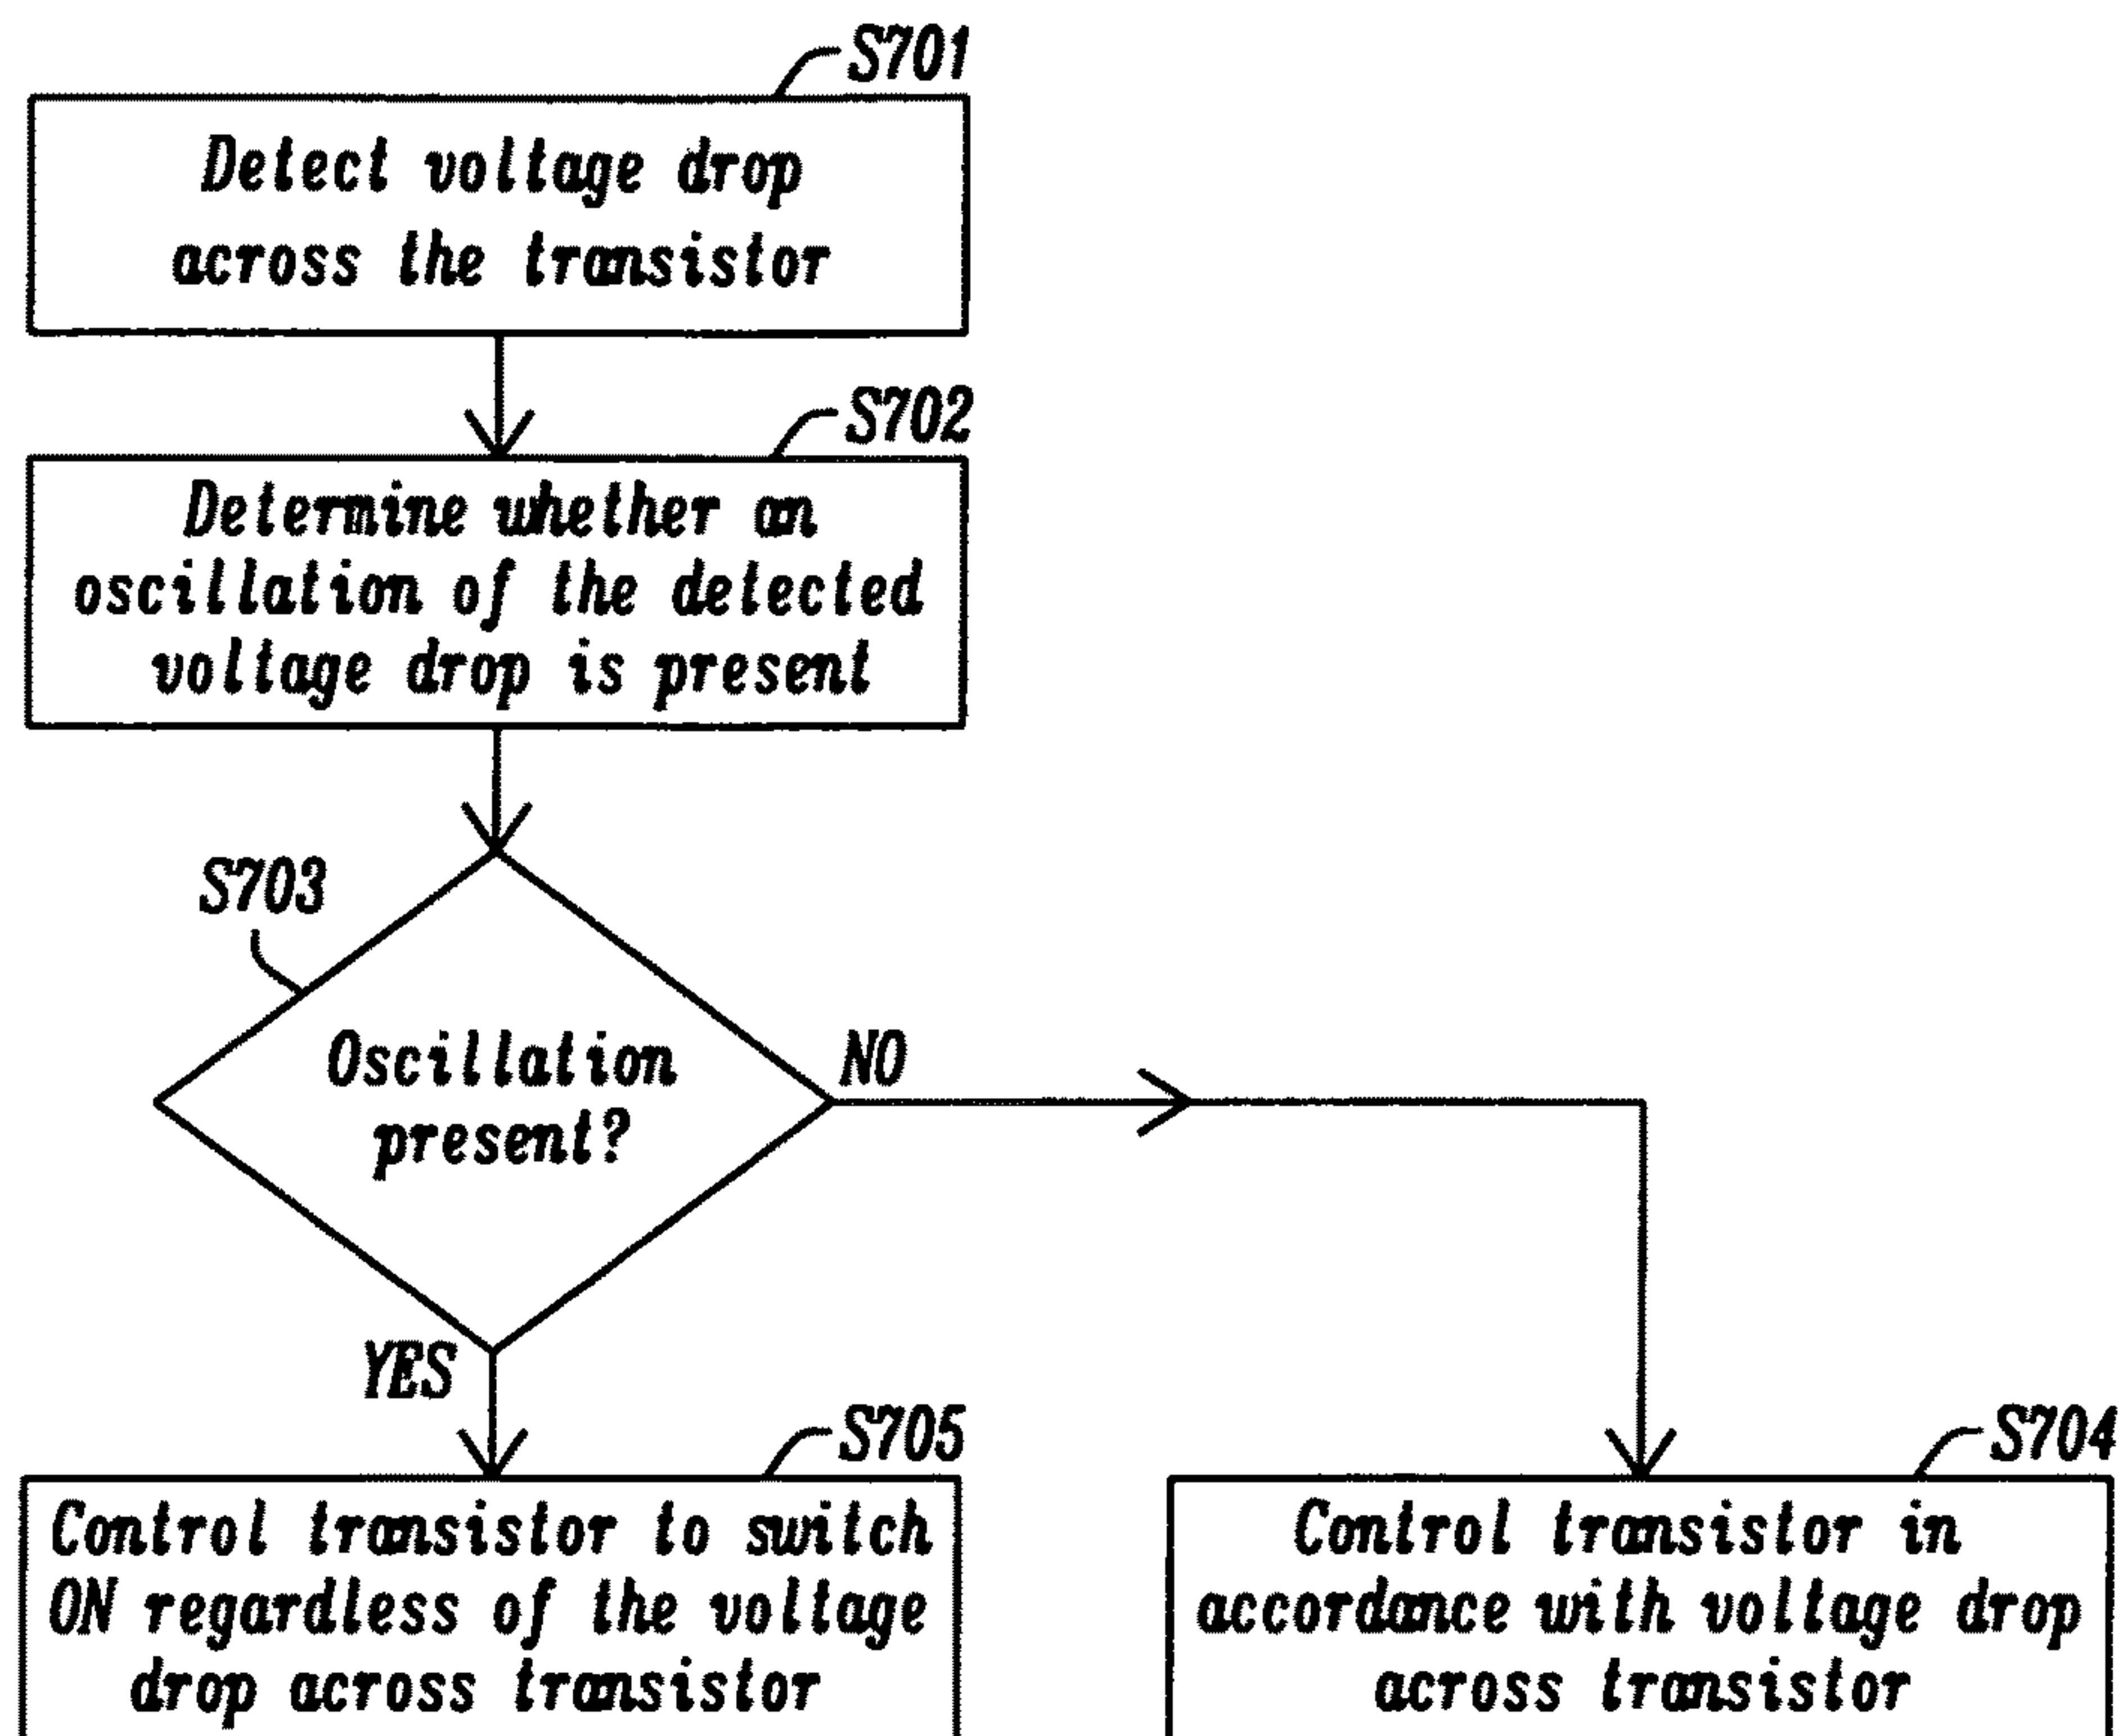 S701
Detect voltage drop
across the transistor
S702
Determine whether an
oscillation of the detected
voltage drop is present
S703
Oscillation
present?
NO
YES
S705
Control transistor to switch
ON regardless of the voltage
drop across transistor
S704
Control transistor in
accordance with voltage drop
across transistor